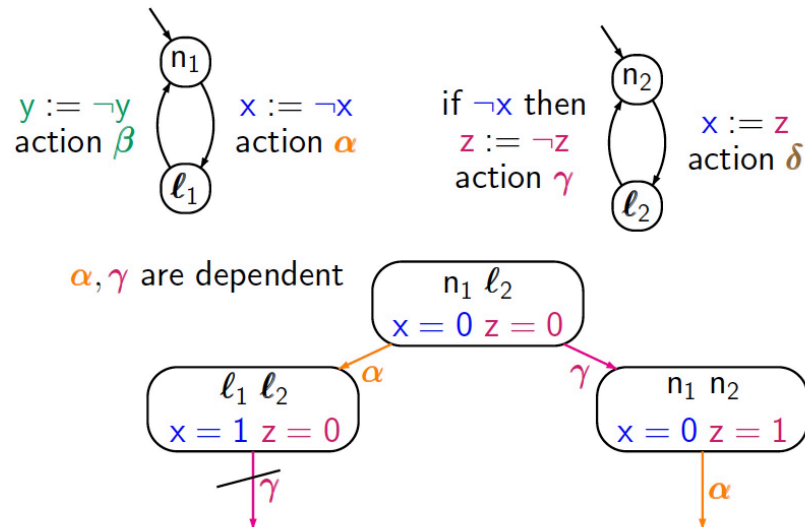 n₁
y := ¬y
action β
x := ¬x
action α
ℓ₁
n₂
if ¬x then
z := ¬z
action γ
x := z
action δ
ℓ₂
α, γ are dependent
n₁ ℓ₂
x = 0 z = 0
α
γ
ℓ₁ ℓ₂
x = 1 z = 0
n₁ n₂
x = 0 z = 1
γ
α